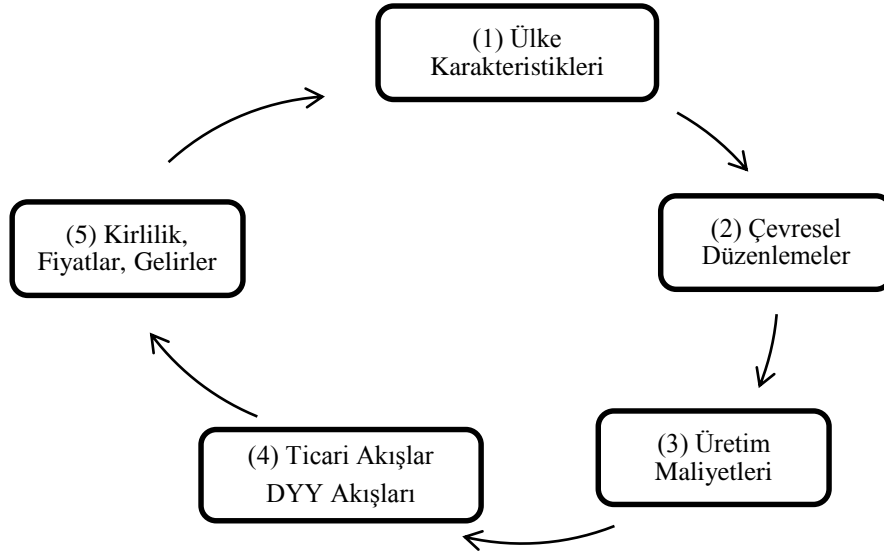 (1) Ülke
Karakteristikleri
(2) Çevresel
Düzenlemeler
(3) Üretim
Maliyetleri
(4) Ticari Akışlar
DYY Akışları
(5) Kirlilik,
Fiyatlar, Gelirler